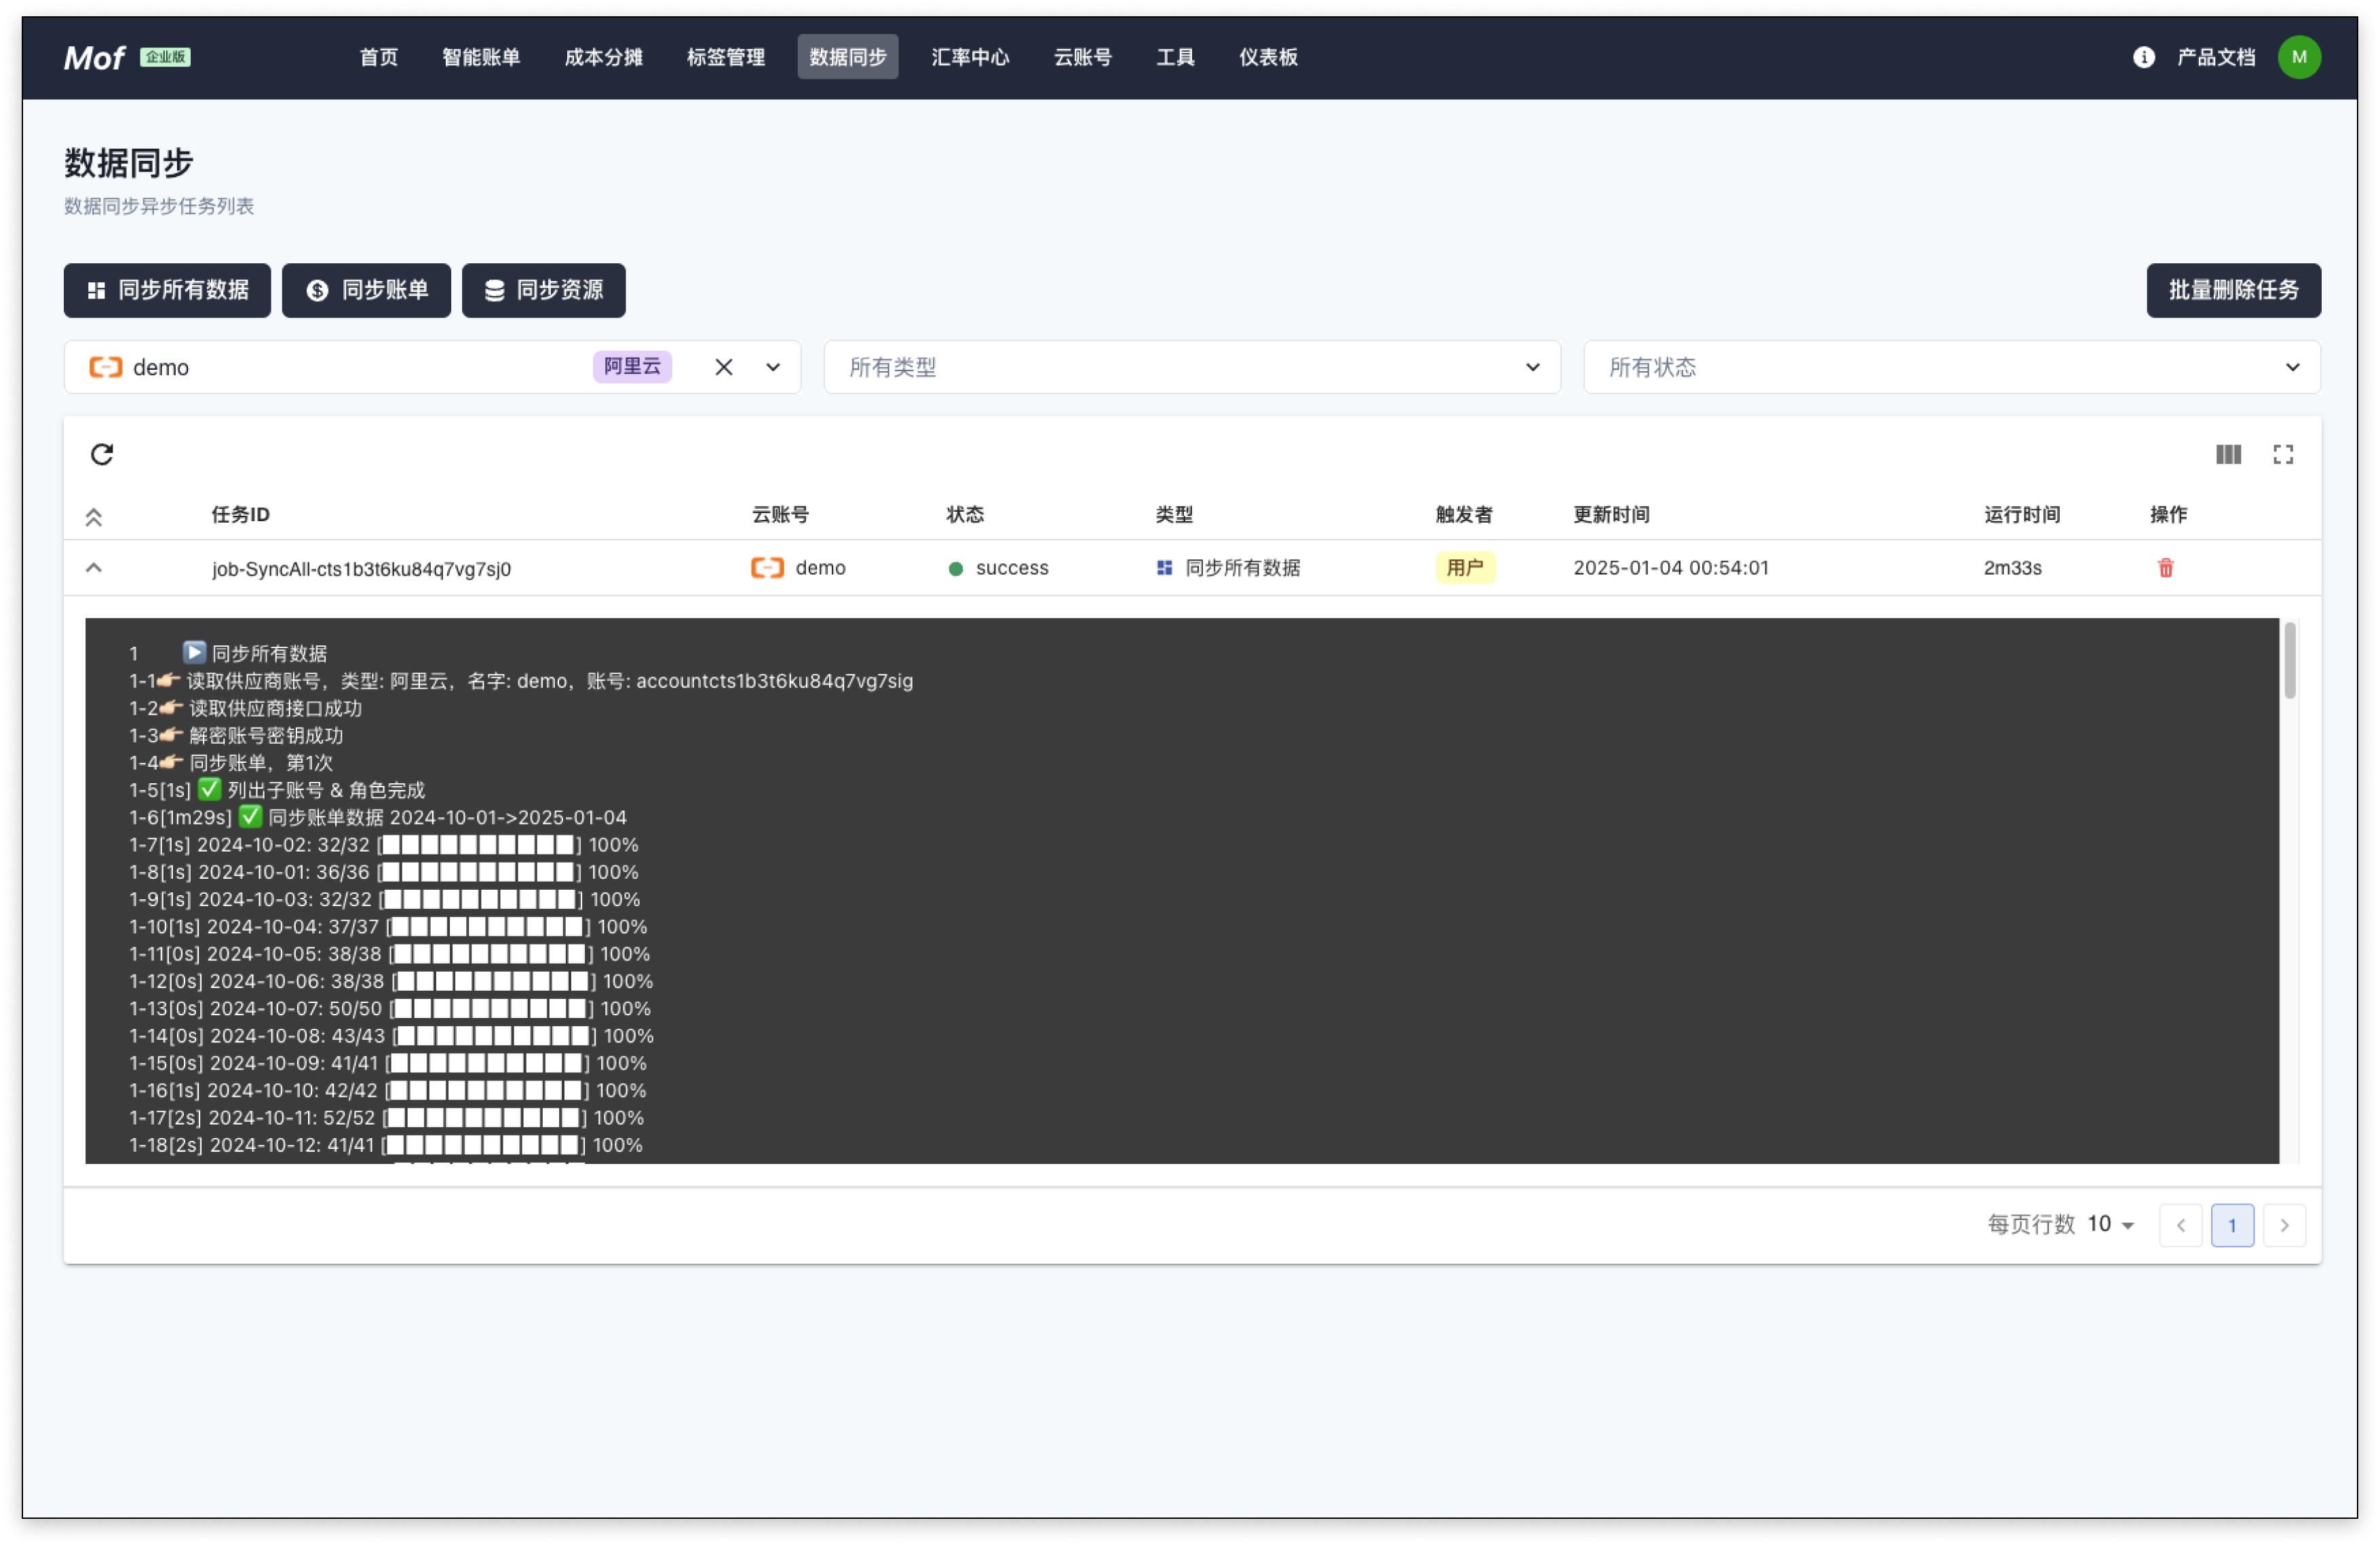 Mof 企业版 首页 智能账单 成本分摊 标签管理 数据同步 汇率中心 云账号 工具 仪表板 产品文档 M
数据同步
数据同步异步任务列表
同步所有数据 同步账单 同步资源 批量删除任务
demo 阿里云 所有类型 所有状态
任务ID 云账号 状态 类型 触发者 更新时间 运行时间 操作
job-SyncAll-cts1b3t6ku84q7vg7sj0 demo success 同步所有数据 用户 2025-01-04 00:54:01 2m33s
1 ▶️ 同步所有数据
1-1👉🏻 读取供应商账号，类型: 阿里云，名字: demo，账号: accountcts1b3t6ku84q7vg7sig
1-2👉🏻 读取供应商接口成功
1-3👉🏻 解密账号密钥成功
1-4👉🏻 同步账单，第1次
1-5[1s] ✅ 列出子账号 & 角色完成
1-6[1m29s] ✅ 同步账单数据 2024-10-01->2025-01-04
1-7[1s] 2024-10-02: 32/32 [██████████] 100%
1-8[1s] 2024-10-01: 36/36 [██████████] 100%
1-9[1s] 2024-10-03: 32/32 [██████████] 100%
1-10[1s] 2024-10-04: 37/37 [██████████] 100%
1-11[0s] 2024-10-05: 38/38 [██████████] 100%
1-12[0s] 2024-10-06: 38/38 [██████████] 100%
1-13[0s] 2024-10-07: 50/50 [██████████] 100%
1-14[0s] 2024-10-08: 43/43 [██████████] 100%
1-15[0s] 2024-10-09: 41/41 [██████████] 100%
1-16[1s] 2024-10-10: 42/42 [██████████] 100%
1-17[2s] 2024-10-11: 52/52 [██████████] 100%
1-18[2s] 2024-10-12: 41/41 [██████████] 100%
每页行数 10 1